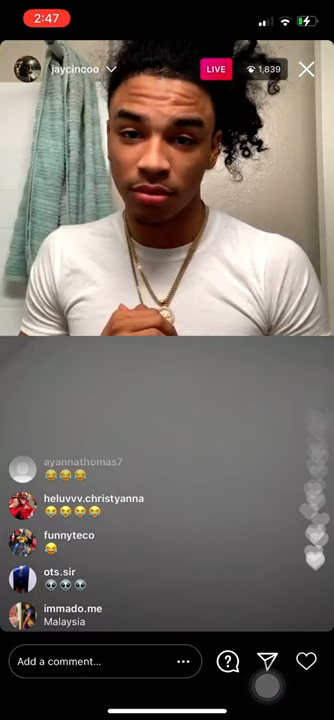 2:47
jaycincoo
LIVE
1,839
ayannathomas7
😂😂😂
heluvvv.christyanna
😭😭😭😭
funnyteco
😂
ots.sir
👽👽👽
immado.me
Malaysia
Add a comment...